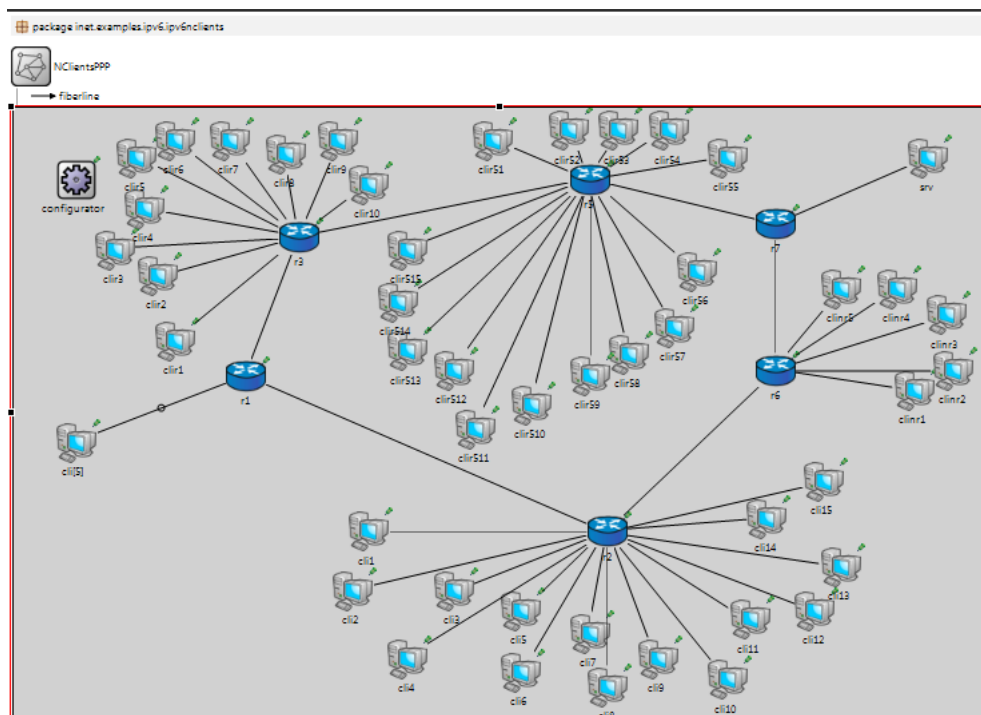 package inet.examples.ipv6.ipv6nclients
NClientsPPP
fiberline
configurator
clir5
clir6
clir7
clir8
clir9
clir10
clir4
clir3
clir2
clir1
r3
r1
cli[5]
clir51
clir52
clir53
clir54
clir55
r5
srv
r7
clir515
clir514
clir513
clir512
clir511
clir510
clir59
clir58
clir57
clir56
clinr5
clinr4
clinr3
clinr2
clinr1
r6
r2
cli1
cli2
cli3
cli4
cli5
cli6
cli7
cli8
cli9
cli10
cli11
cli12
cli13
cli14
cli15